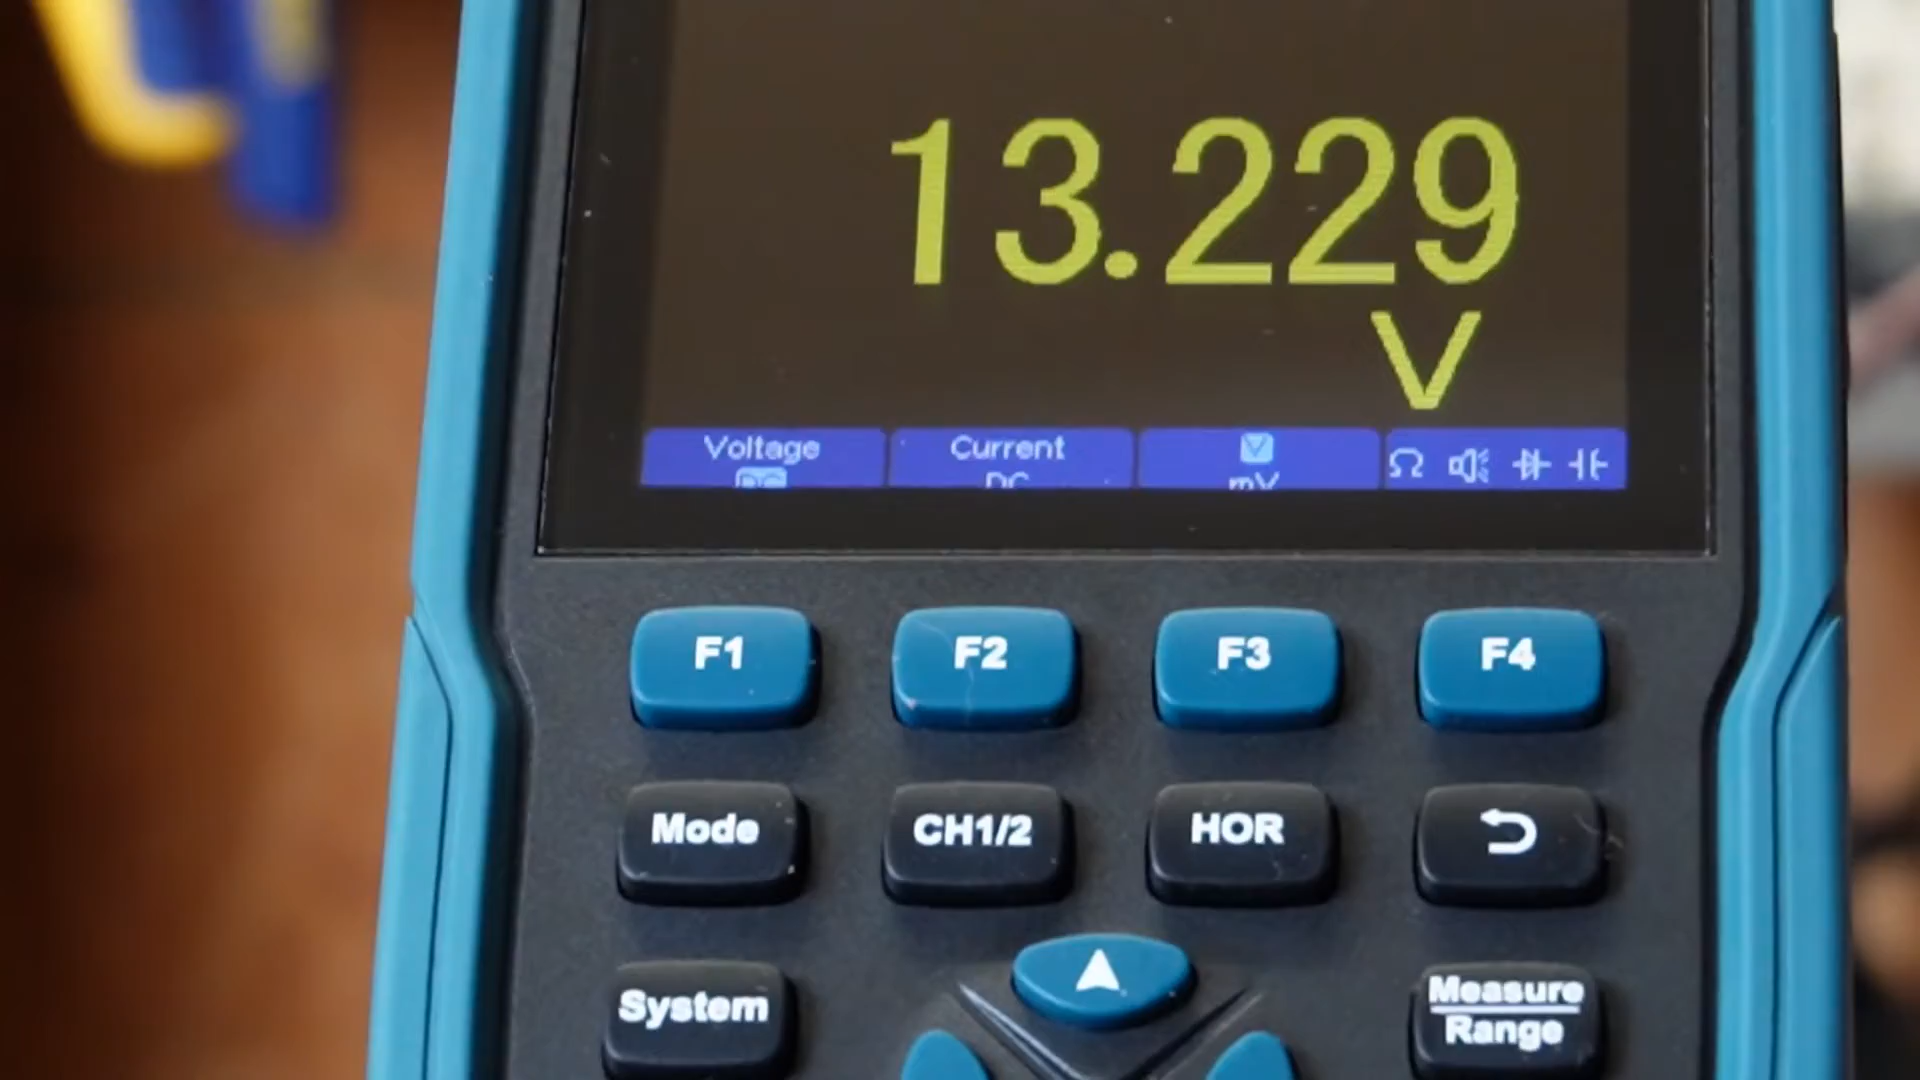 13.229
V
Voltage
DC
Current
DC
V
mV
Ω
F1
F2
F3
F4
Mode
CH1/2
HOR
System
Measure
Range